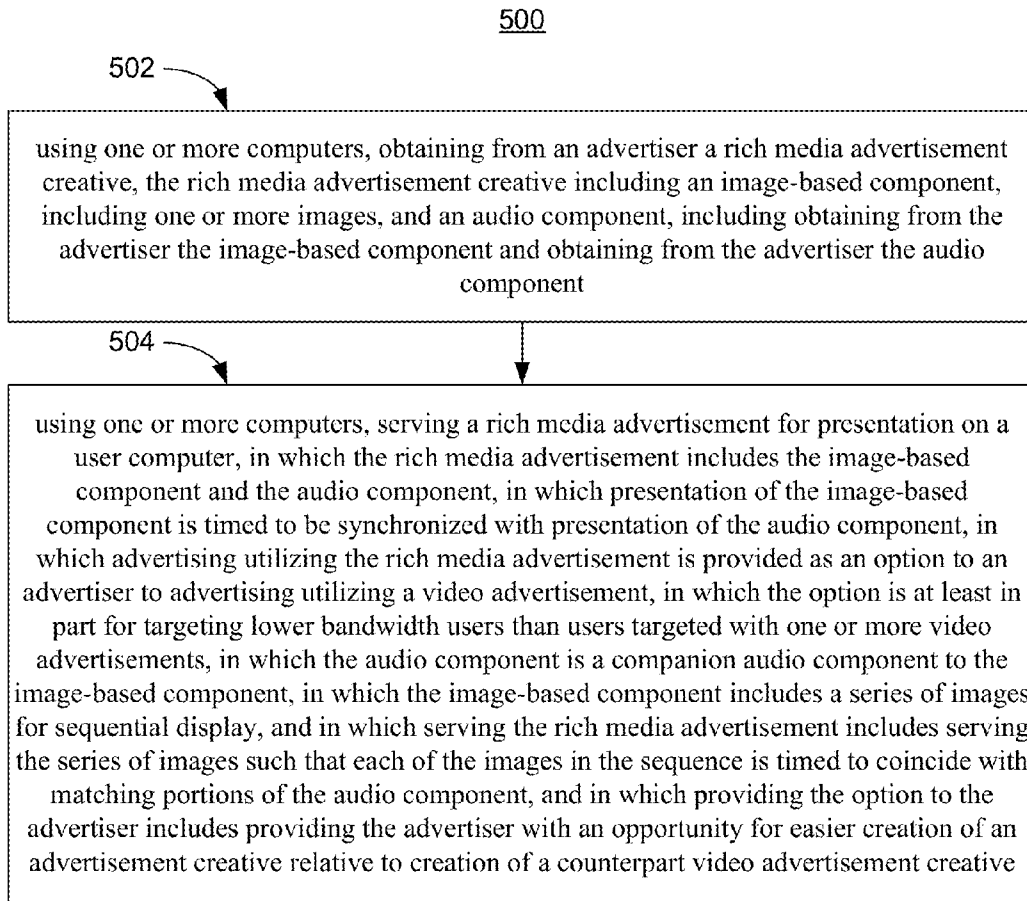 500
502
using one or more computers, obtaining from an advertiser a rich media advertisement
creative, the rich media advertisement creative including an image-based component,
including one or more images, and an audio component, including obtaining from the
advertiser the image-based component and obtaining from the advertiser the audio
component
504
using one or more computers, serving a rich media advertisement for presentation on a
user computer, in which the rich media advertisement includes the image-based
component and the audio component, in which presentation of the image-based
component is timed to be synchronized with presentation of the audio component, in
which advertising utilizing the rich media advertisement is provided as an option to an
advertiser to advertising utilizing a video advertisement, in which the option is at least in
part for targeting lower bandwidth users than users targeted with one or more video
advertisements, in which the audio component is a companion audio component to the
image-based component, in which the image-based component includes a series of images
for sequential display, and in which serving the rich media advertisement includes serving
the series of images such that each of the images in the sequence is timed to coincide with
matching portions of the audio component, and in which providing the option to the
advertiser includes providing the advertiser with an opportunity for easier creation of an
advertisement creative relative to creation of a counterpart video advertisement creative